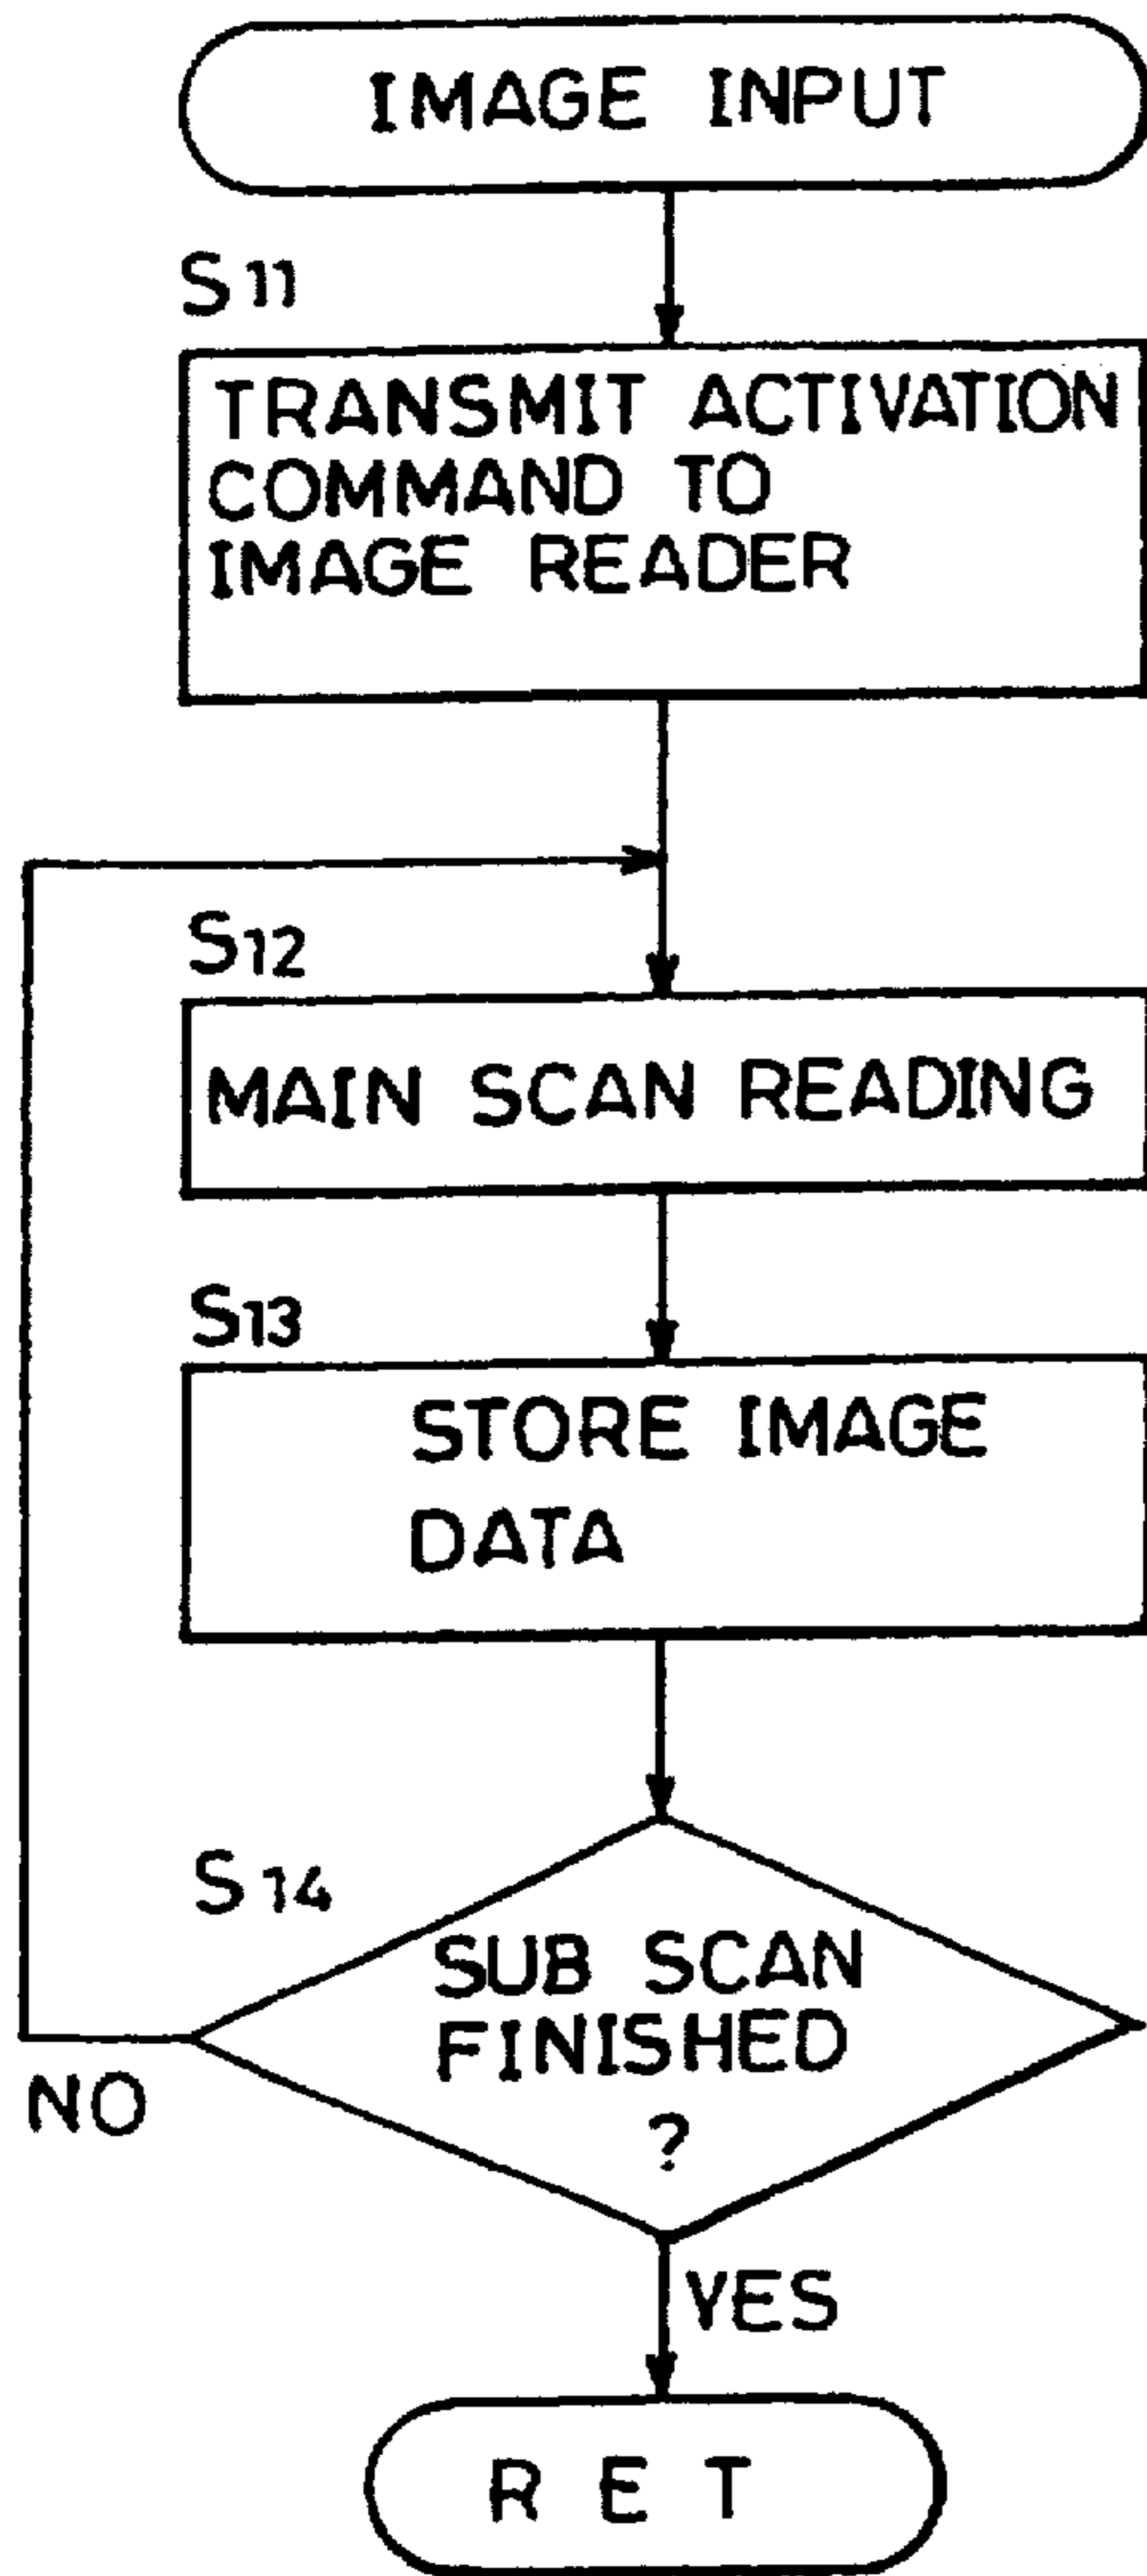 IMAGE INPUT
S11
TRANSMIT ACTIVATION
COMMAND TO
IMAGE READER
S12
MAIN SCAN READING
S13
STORE IMAGE
DATA
S14
SUB SCAN
FINISHED
?
NO
YES
RET